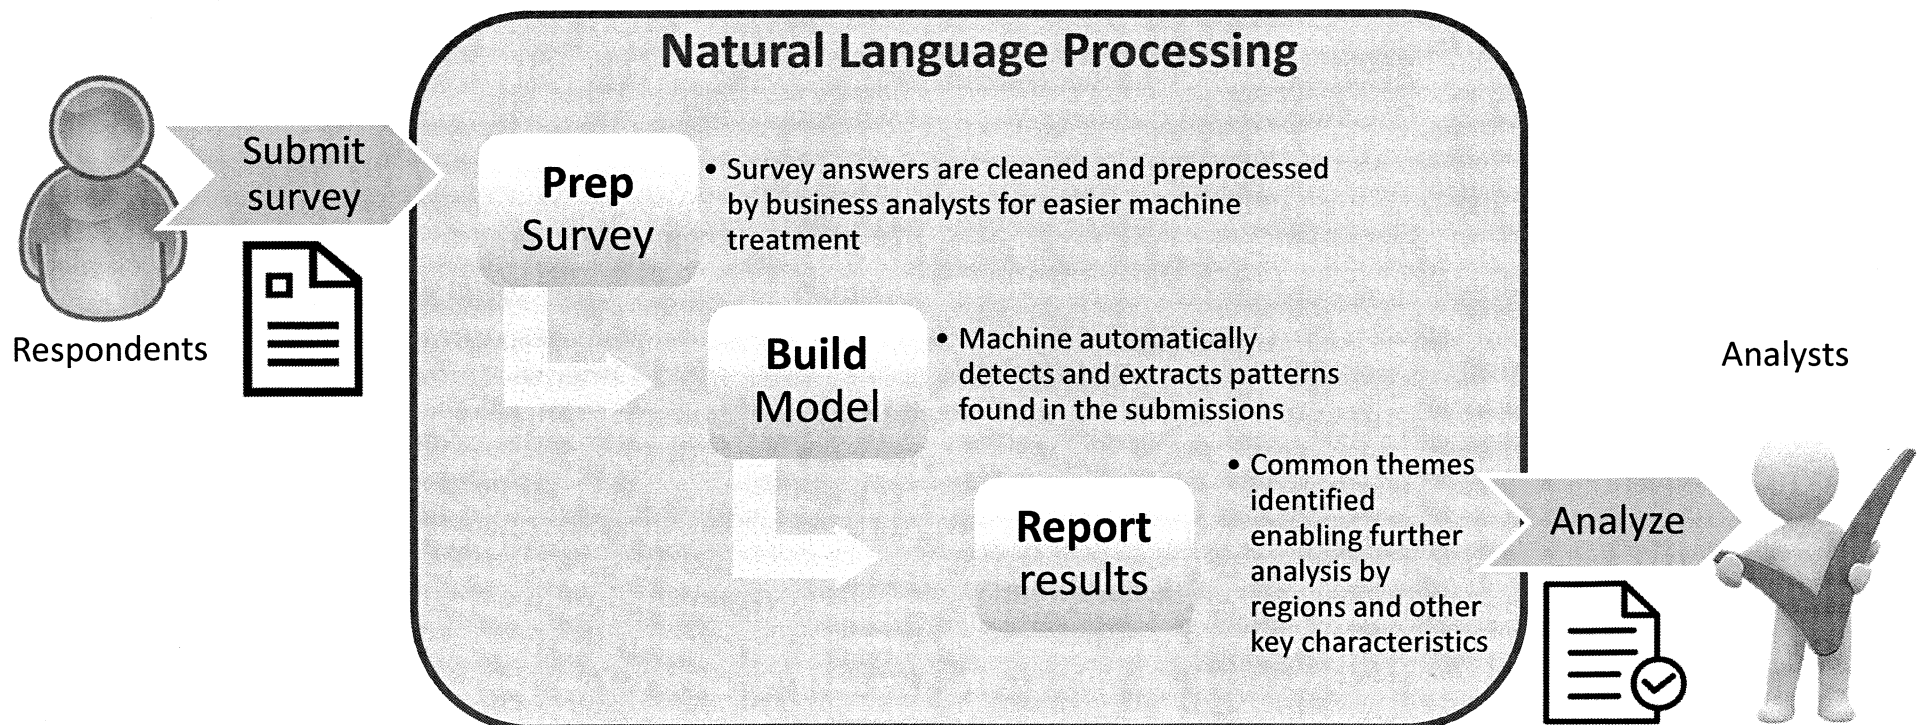 Natural Language Processing
Submit
survey
Respondents
Prep
Survey
• Survey answers are cleaned and preprocessed
by business analysts for easier machine
treatment
Build
Model
• Machine automatically
detects and extracts patterns
found in the submissions
Report
results
• Common themes
identified
enabling further
analysis by
regions and other
key characteristics
Analyze
Analysts